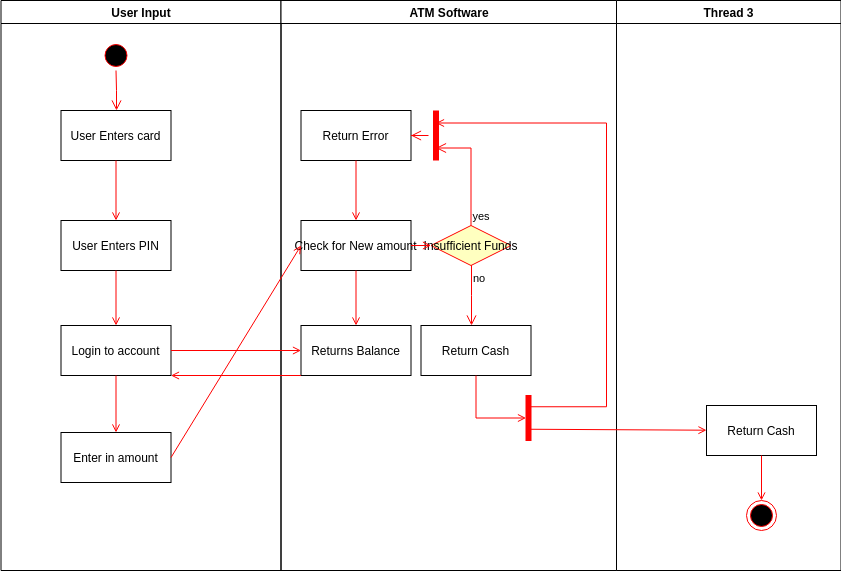 User Input
ATM Software
Thread 3
User Enters card
Return Error
yes
User Enters PIN
Check for New amount
Insufficient Funds
no
Login to account
Returns Balance
Return Cash
Return Cash
Enter in amount